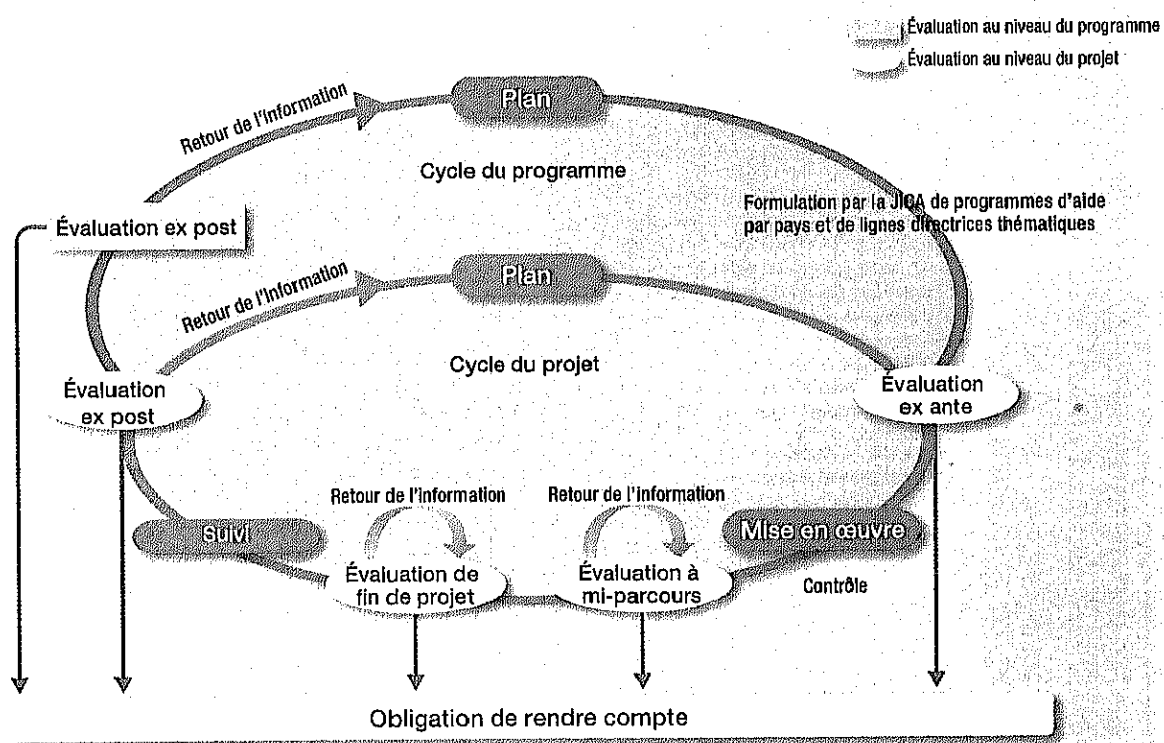 Évaluation au niveau du programme
Évaluation au niveau du projet
Plan
Retour de l'information
Cycle du programme
Formulation par la JICA de programmes d'aide
par pays et de lignes directrices thématiques
Évaluation ex post
Plan
Retour de l'information
Cycle du projet
Évaluation
ex post
Évaluation
ex ante
Retour de l'information
Retour de l'information
Suivi
Mise en œuvre
Évaluation de
fin de projet
Évaluation à
mi-parcours
Contrôle
Obligation de rendre compte